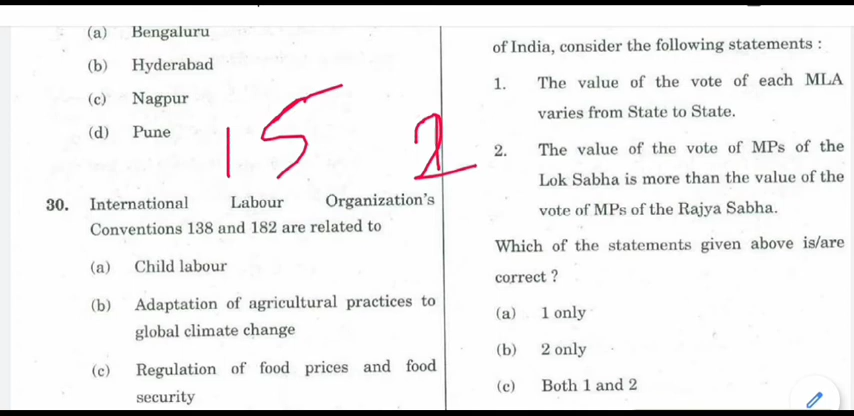 (a) Bengaluru
(b) Hyderabad
(c) Nagpur
(d) Pune
15 2
30. International Labour Organization's
Conventions 138 and 182 are related to
(a) Child labour
(b) Adaptation of agricultural practices to
global climate change
(c) Regulation of food prices and food
security
of India, consider the following statements :
1. The value of the vote of each MLA
varies from State to State.
2. The value of the vote of MPs of the
Lok Sabha is more than the value of the
vote of MPs of the Rajya Sabha.
Which of the statements given above is/are
correct ?
(a) 1 only
(b) 2 only
(c) Both 1 and 2